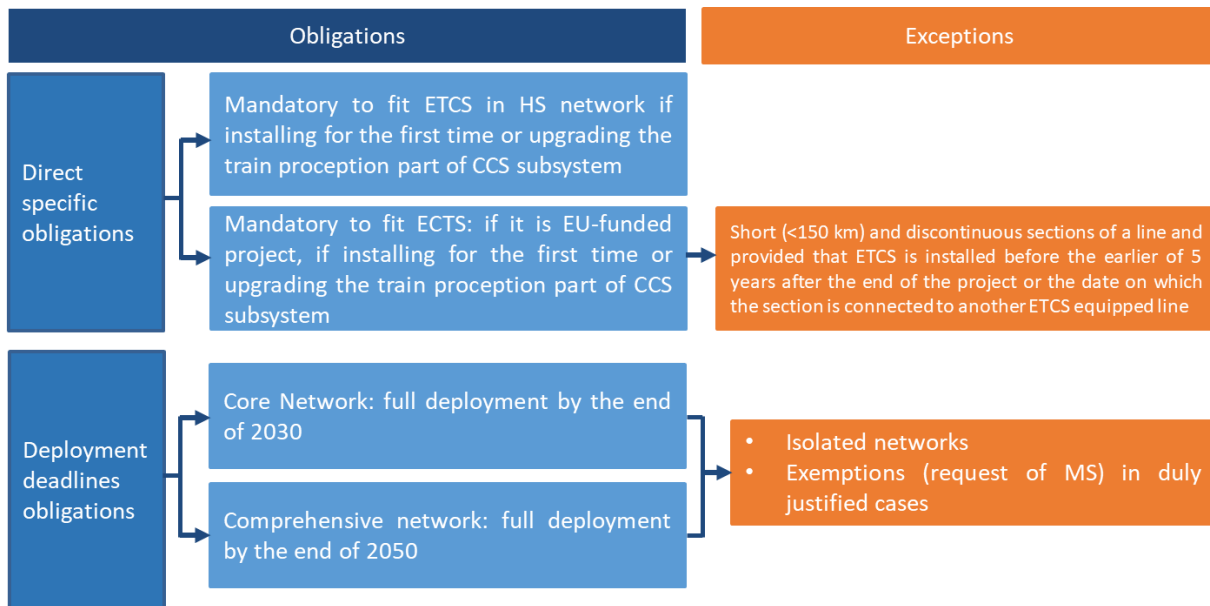 Obligations
Exceptions
Direct
specific
obligations
Mandatory to fit ETCS in HS network if
installing for the first time or upgrading the
train proception part of CCS subsystem
Mandatory to fit ECTS: if it is EU-funded
project, if installing for the first time or
upgrading the train proception part of CCS
subsystem
Short (<150 km) and discontinuous sections of a line and
provided that ETCS is installed before the earlier of 5
years after the end of the project or the date on which
the section is connected to another ETCS equipped line
Deployment
deadlines
obligations
Core Network: full deployment by the end
of 2030
Comprehensive network: full deployment
by the end of 2050
• Isolated networks
• Exemptions (request of MS) in duly
justified cases